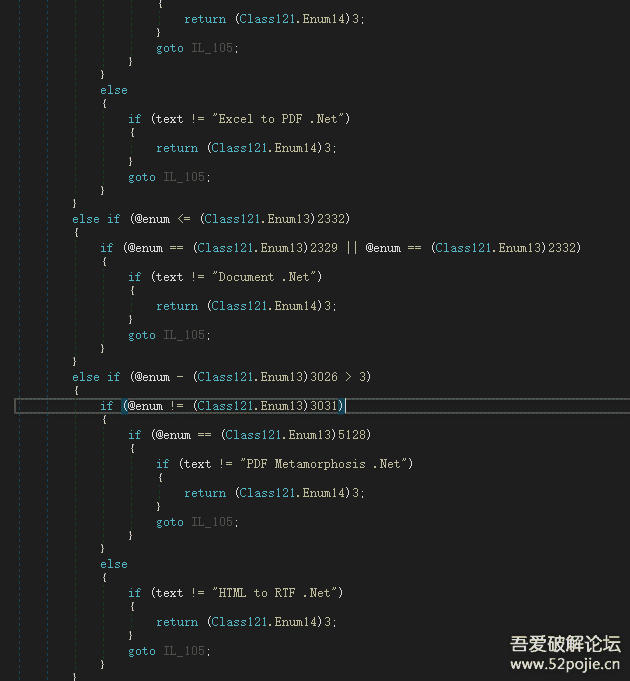 {
return (Class121.Enum14)3;
}
goto IL_105;
}
}
else
{
if (text != "Excel to PDF .Net")
{
return (Class121.Enum14)3;
}
goto IL_105;
}
}
else if (@enum <= (Class121.Enum13)2332)
{
if (@enum == (Class121.Enum13)2329 || @enum == (Class121.Enum13)2332)
{
if (text != "Document .Net")
{
return (Class121.Enum14)3;
}
goto IL_105;
}
}
else if (@enum - (Class121.Enum13)3026 > 3)
{
if (@enum != (Class121.Enum13)3031)
{
if (@enum == (Class121.Enum13)5128)
{
if (text != "PDF Metamorphosis .Net")
{
return (Class121.Enum14)3;
}
goto IL_105;
}
}
else
{
if (text != "HTML to RTF .Net")
{
return (Class121.Enum14)3;
}
goto IL_105;
}
}
吾爱破解论坛
www.52pojie.cn